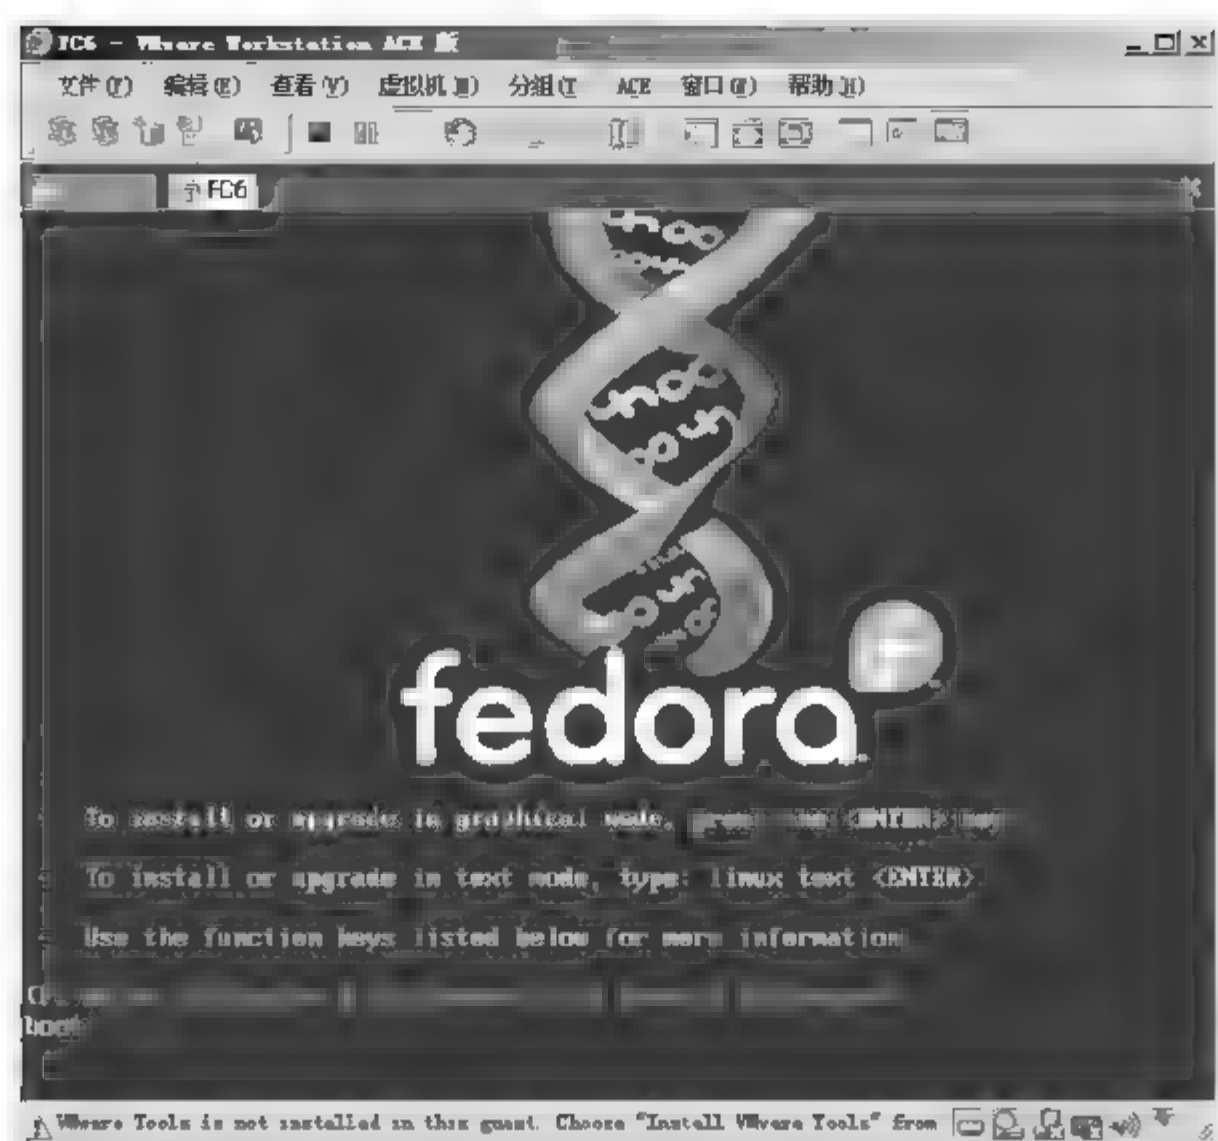 FC6 - VMware Workstation ACE 版
文件(F) 编辑(E) 查看(V) 虚拟机(M) 分组(T ACE 窗口(W) 帮助(H)
FC6
fedora
To install or upgrade in graphical mode, <ENTER>
To install or upgrade in text mode, type: linux text <ENTER>.
Use the function keys listed below for more information
boot
VMware Tools is not installed in this guest. Choose "Install VMware Tools" from